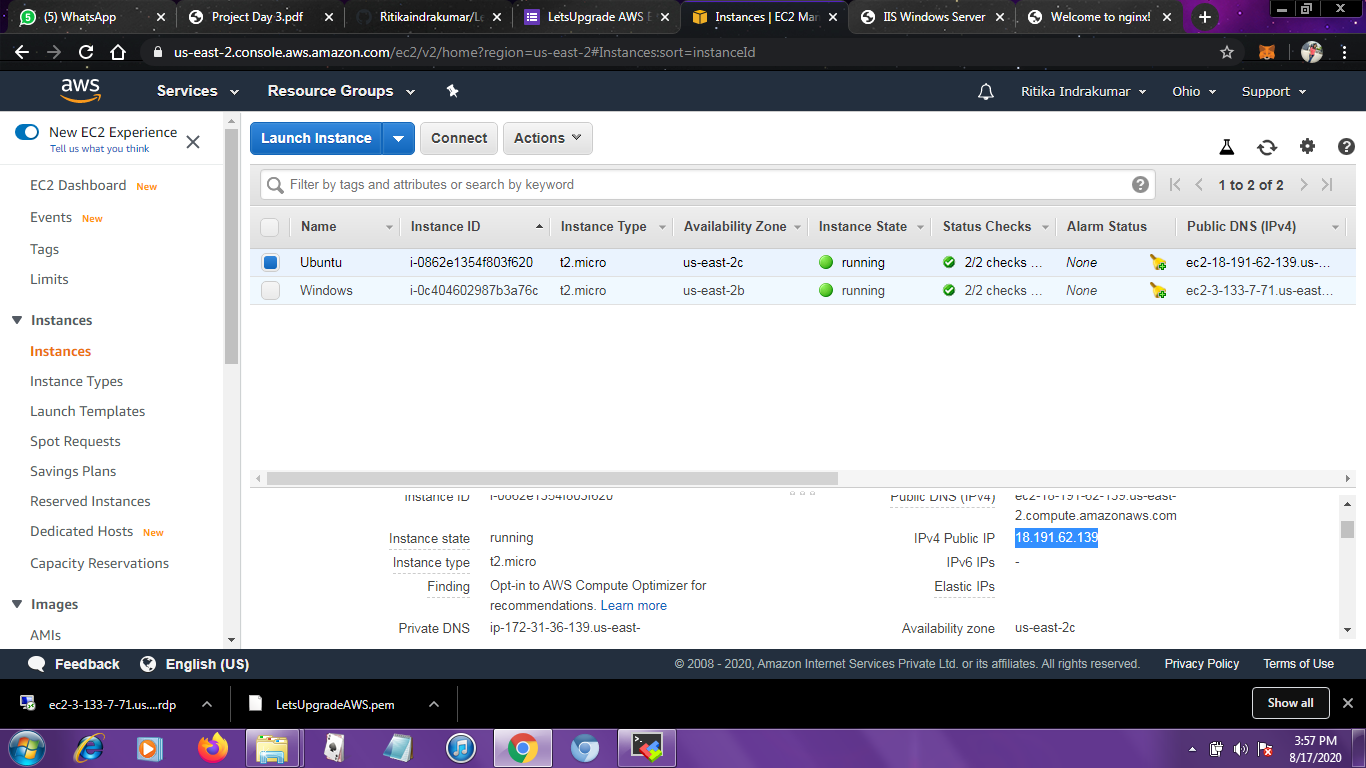 (5) WhatsApp
Project Day 3.pdf
Ritikaindrakumar/Le
LetsUpgrade AWS E
Instances | EC2 Man
IIS Windows Server
Welcome to nginx!
us-east-2.console.aws.amazon.com/ec2/v2/home?region=us-east-2#Instances:sort=instanceId
aws Services Resource Groups Ritika Indrakumar Ohio Support
New EC2 Experience
Tell us what you think
EC2 Dashboard New
Events New
Tags
Limits
Instances
Instances
Instance Types
Launch Templates
Spot Requests
Savings Plans
Reserved Instances
Dedicated Hosts New
Capacity Reservations
Images
AMIs
Launch Instance Connect Actions
Filter by tags and attributes or search by keyword
1 to 2 of 2
Name Instance ID Instance Type Availability Zone Instance State Status Checks Alarm Status Public DNS (IPv4)
Ubuntu i-0862e1354f803f620 t2.micro us-east-2c running 2/2 checks ... None ec2-18-191-62-139.us-...
Windows i-0c404602987b3a76c t2.micro us-east-2b running 2/2 checks ... None ec2-3-133-7-71.us-east...
Instance ID i-0862e1354f803f620
Instance state running
Instance type t2.micro
Finding Opt-in to AWS Compute Optimizer for
recommendations. Learn more
Private DNS ip-172-31-36-139.us-east-
Public DNS (IPv4) ec2-18-191-62-139.us-east-
2.compute.amazonaws.com
IPv4 Public IP 18.191.62.139
IPv6 IPs -
Elastic IPs
Availability zone us-east-2c
Feedback English (US) © 2008 - 2020, Amazon Internet Services Private Ltd. or its affiliates. All rights reserved. Privacy Policy Terms of Use
ec2-3-133-7-71.us....rdp LetsUpgradeAWS.pem Show all
3:57 PM
8/17/2020